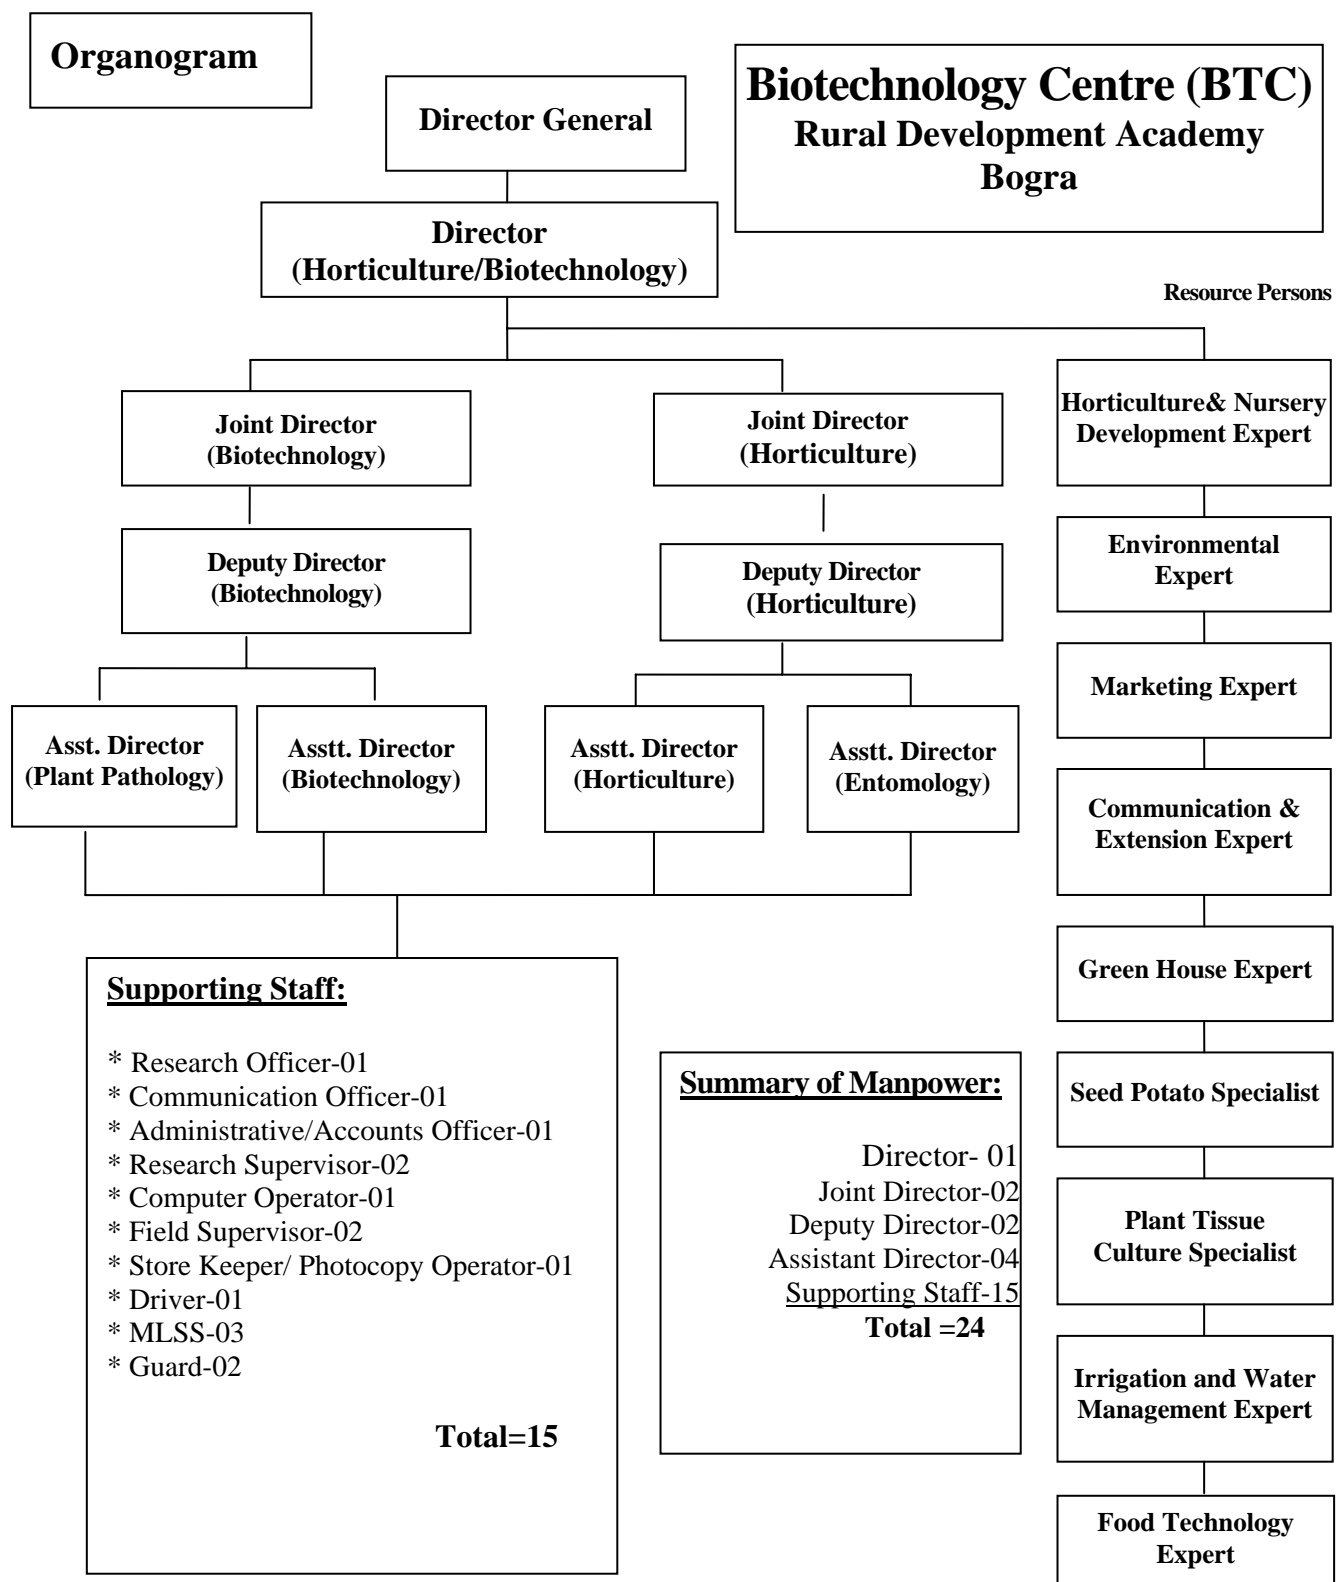 Organogram
Biotechnology Centre (BTC)
Rural Development Academy
Bogra
Director General
Director
(Horticulture/Biotechnology)
Resource Persons
Joint Director
(Biotechnology)
Joint Director
(Horticulture)
Deputy Director
(Biotechnology)
Deputy Director
(Horticulture)
Asst. Director
(Plant Pathology)
Asstt. Director
(Biotechnology)
Asstt. Director
(Horticulture)
Asstt. Director
(Entomology)
Horticulture& Nursery
Development Expert
Environmental
Expert
Marketing Expert
Communication &
Extension Expert
Green House Expert
Seed Potato Specialist
Plant Tissue
Culture Specialist
Irrigation and Water
Management Expert
Food Technology
Expert
Supporting Staff:
* Research Officer-01
* Communication Officer-01
* Administrative/Accounts Officer-01
* Research Supervisor-02
* Computer Operator-01
* Field Supervisor-02
* Store Keeper/ Photocopy Operator-01
* Driver-01
* MLSS-03
* Guard-02
Total=15
Summary of Manpower:
Director- 01
Joint Director-02
Deputy Director-02
Assistant Director-04
Supporting Staff-15
Total =24